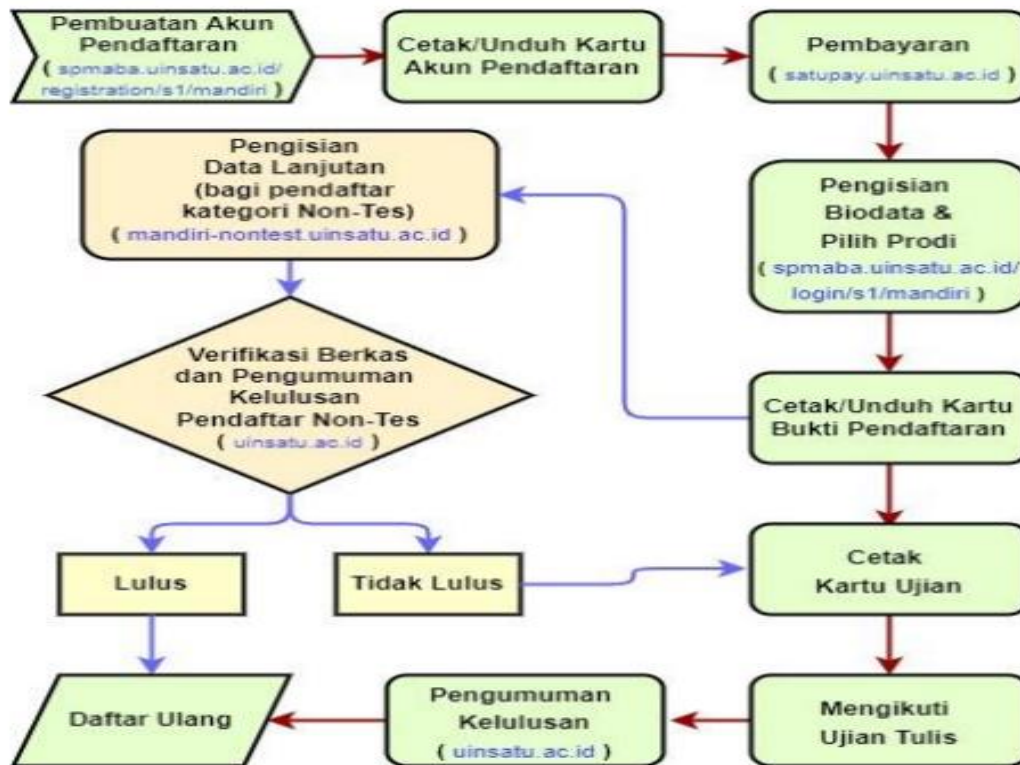 Pembuatan Akun
Pendaftaran
( spmaba.uinsatu.ac.id/
registration/s1/mandiri )
Cetak/Unduh Kartu
Akun Pendaftaran
Pembayaran
( satupay.uinsatu.ac.id )
Pengisian
Biodata &
Pilih Prodi
( spmaba.uinsatu.ac.id/
login/s1/mandiri )
Cetak/Unduh Kartu
Bukti Pendaftaran
Pengisian
Data Lanjutan
(bagi pendaftar
kategori Non-Tes)
( mandiri-nontest.uinsatu.ac.id )
Verifikasi Berkas
dan Pengumuman
Kelulusan
Pendaftar Non-Tes
( uinsatu.ac.id )
Lulus
Tidak Lulus
Cetak
Kartu Ujian
Mengikuti
Ujian Tulis
Pengumuman
Kelulusan
( uinsatu.ac.id )
Daftar Ulang